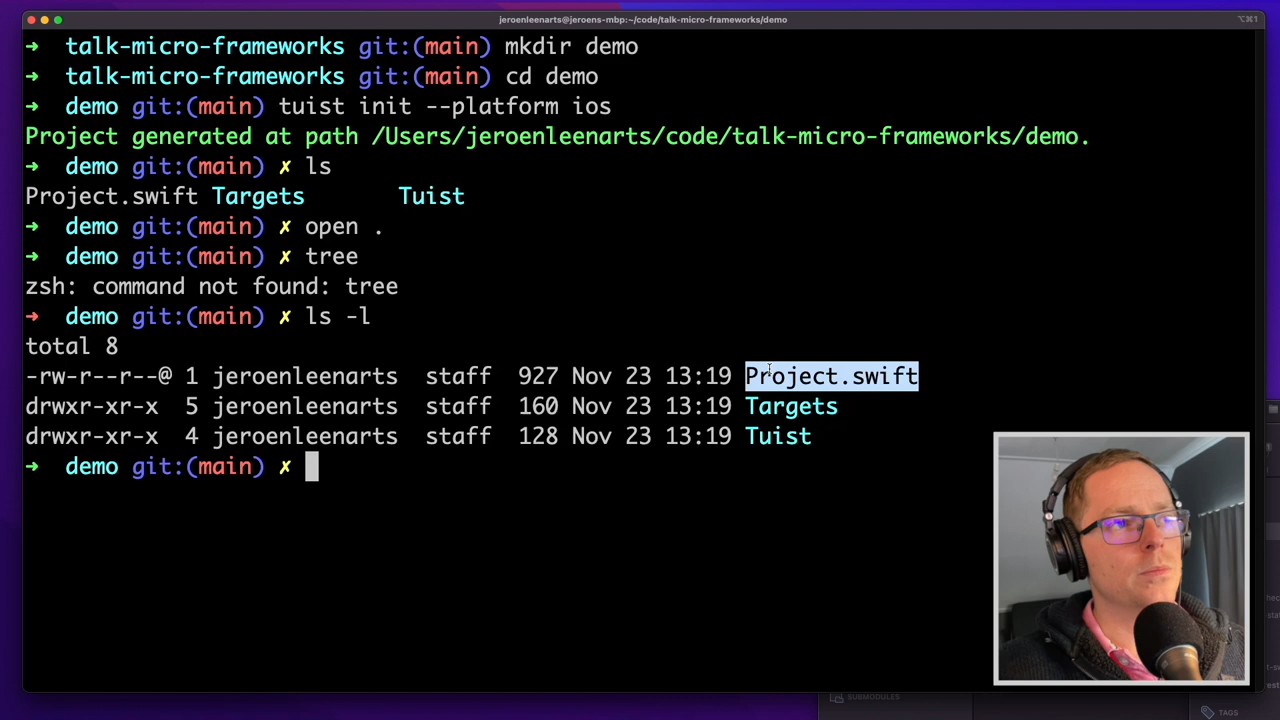 jeroenleenarts@jeroens-mbp:~/code/talk-micro-frameworks/demo
⌥⌘1
➜ talk-micro-frameworks git:(main) mkdir demo
➜ talk-micro-frameworks git:(main) cd demo
➜ demo git:(main) tuist init --platform ios
Project generated at path /Users/jeroenleenarts/code/talk-micro-frameworks/demo.
➜ demo git:(main) ✗ ls
Project.swift Targets Tuist
➜ demo git:(main) ✗ open .
➜ demo git:(main) ✗ tree
zsh: command not found: tree
➜ demo git:(main) ✗ ls -l
total 8
-rw-r--r--@ 1 jeroenleenarts staff 927 Nov 23 13:19 Project.swift
drwxr-xr-x 5 jeroenleenarts staff 160 Nov 23 13:19 Targets
drwxr-xr-x 4 jeroenleenarts staff 128 Nov 23 13:19 Tuist
➜ demo git:(main) ✗
SUBMODULES
TAGS